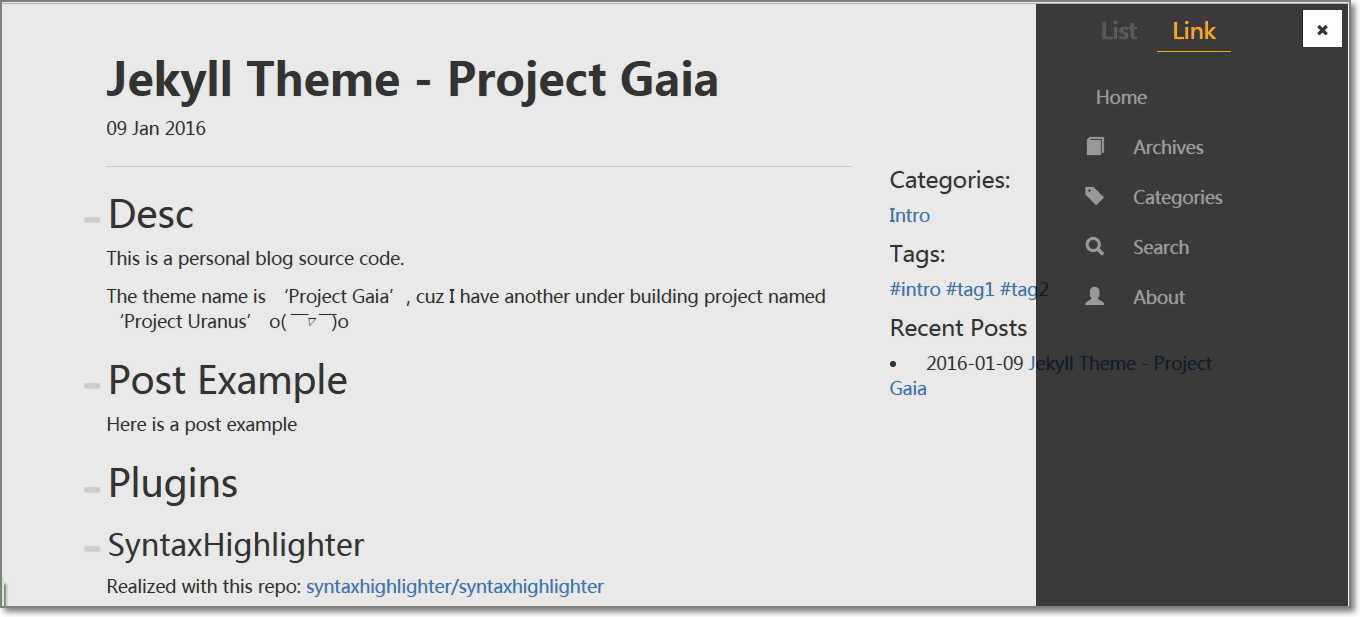 Jekyll Theme - Project Gaia
09 Jan 2016
Desc
This is a personal blog source code.
The theme name is ‘Project Gaia’, cuz I have another under building project named
‘Project Uranus’ o(￣▽￣)o
Post Example
Here is a post example
Plugins
SyntaxHighlighter
Realized with this repo: syntaxhighlighter/syntaxhighlighter
Categories:
Intro
Tags:
#intro #tag1 #tag2
Recent Posts
• 2016-01-09 Jekyll Theme - Project
Gaia
List Link ×
Home
Archives
Categories
Search
About